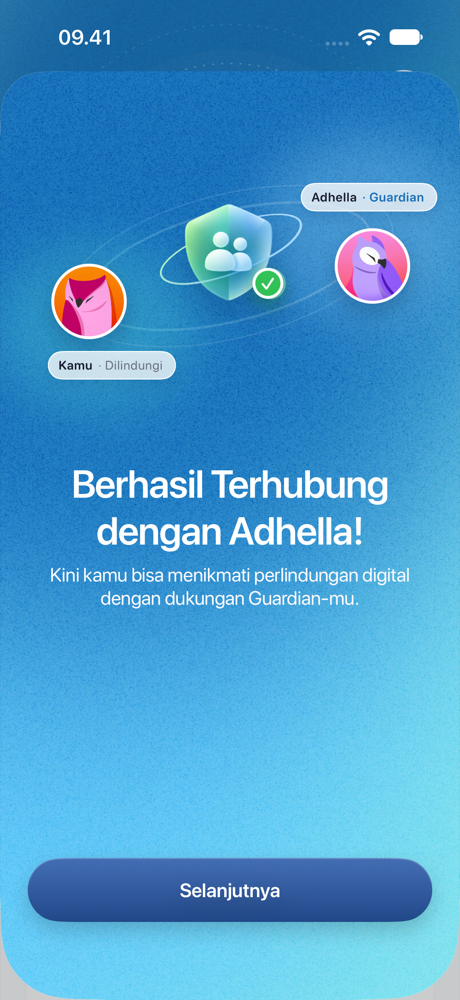 09.41
Adhella · Guardian
Kamu · Dilindungi
Berhasil Terhubung
dengan Adhella!
Kini kamu bisa menikmati perlindungan digital
dengan dukungan Guardian-mu.
Selanjutnya